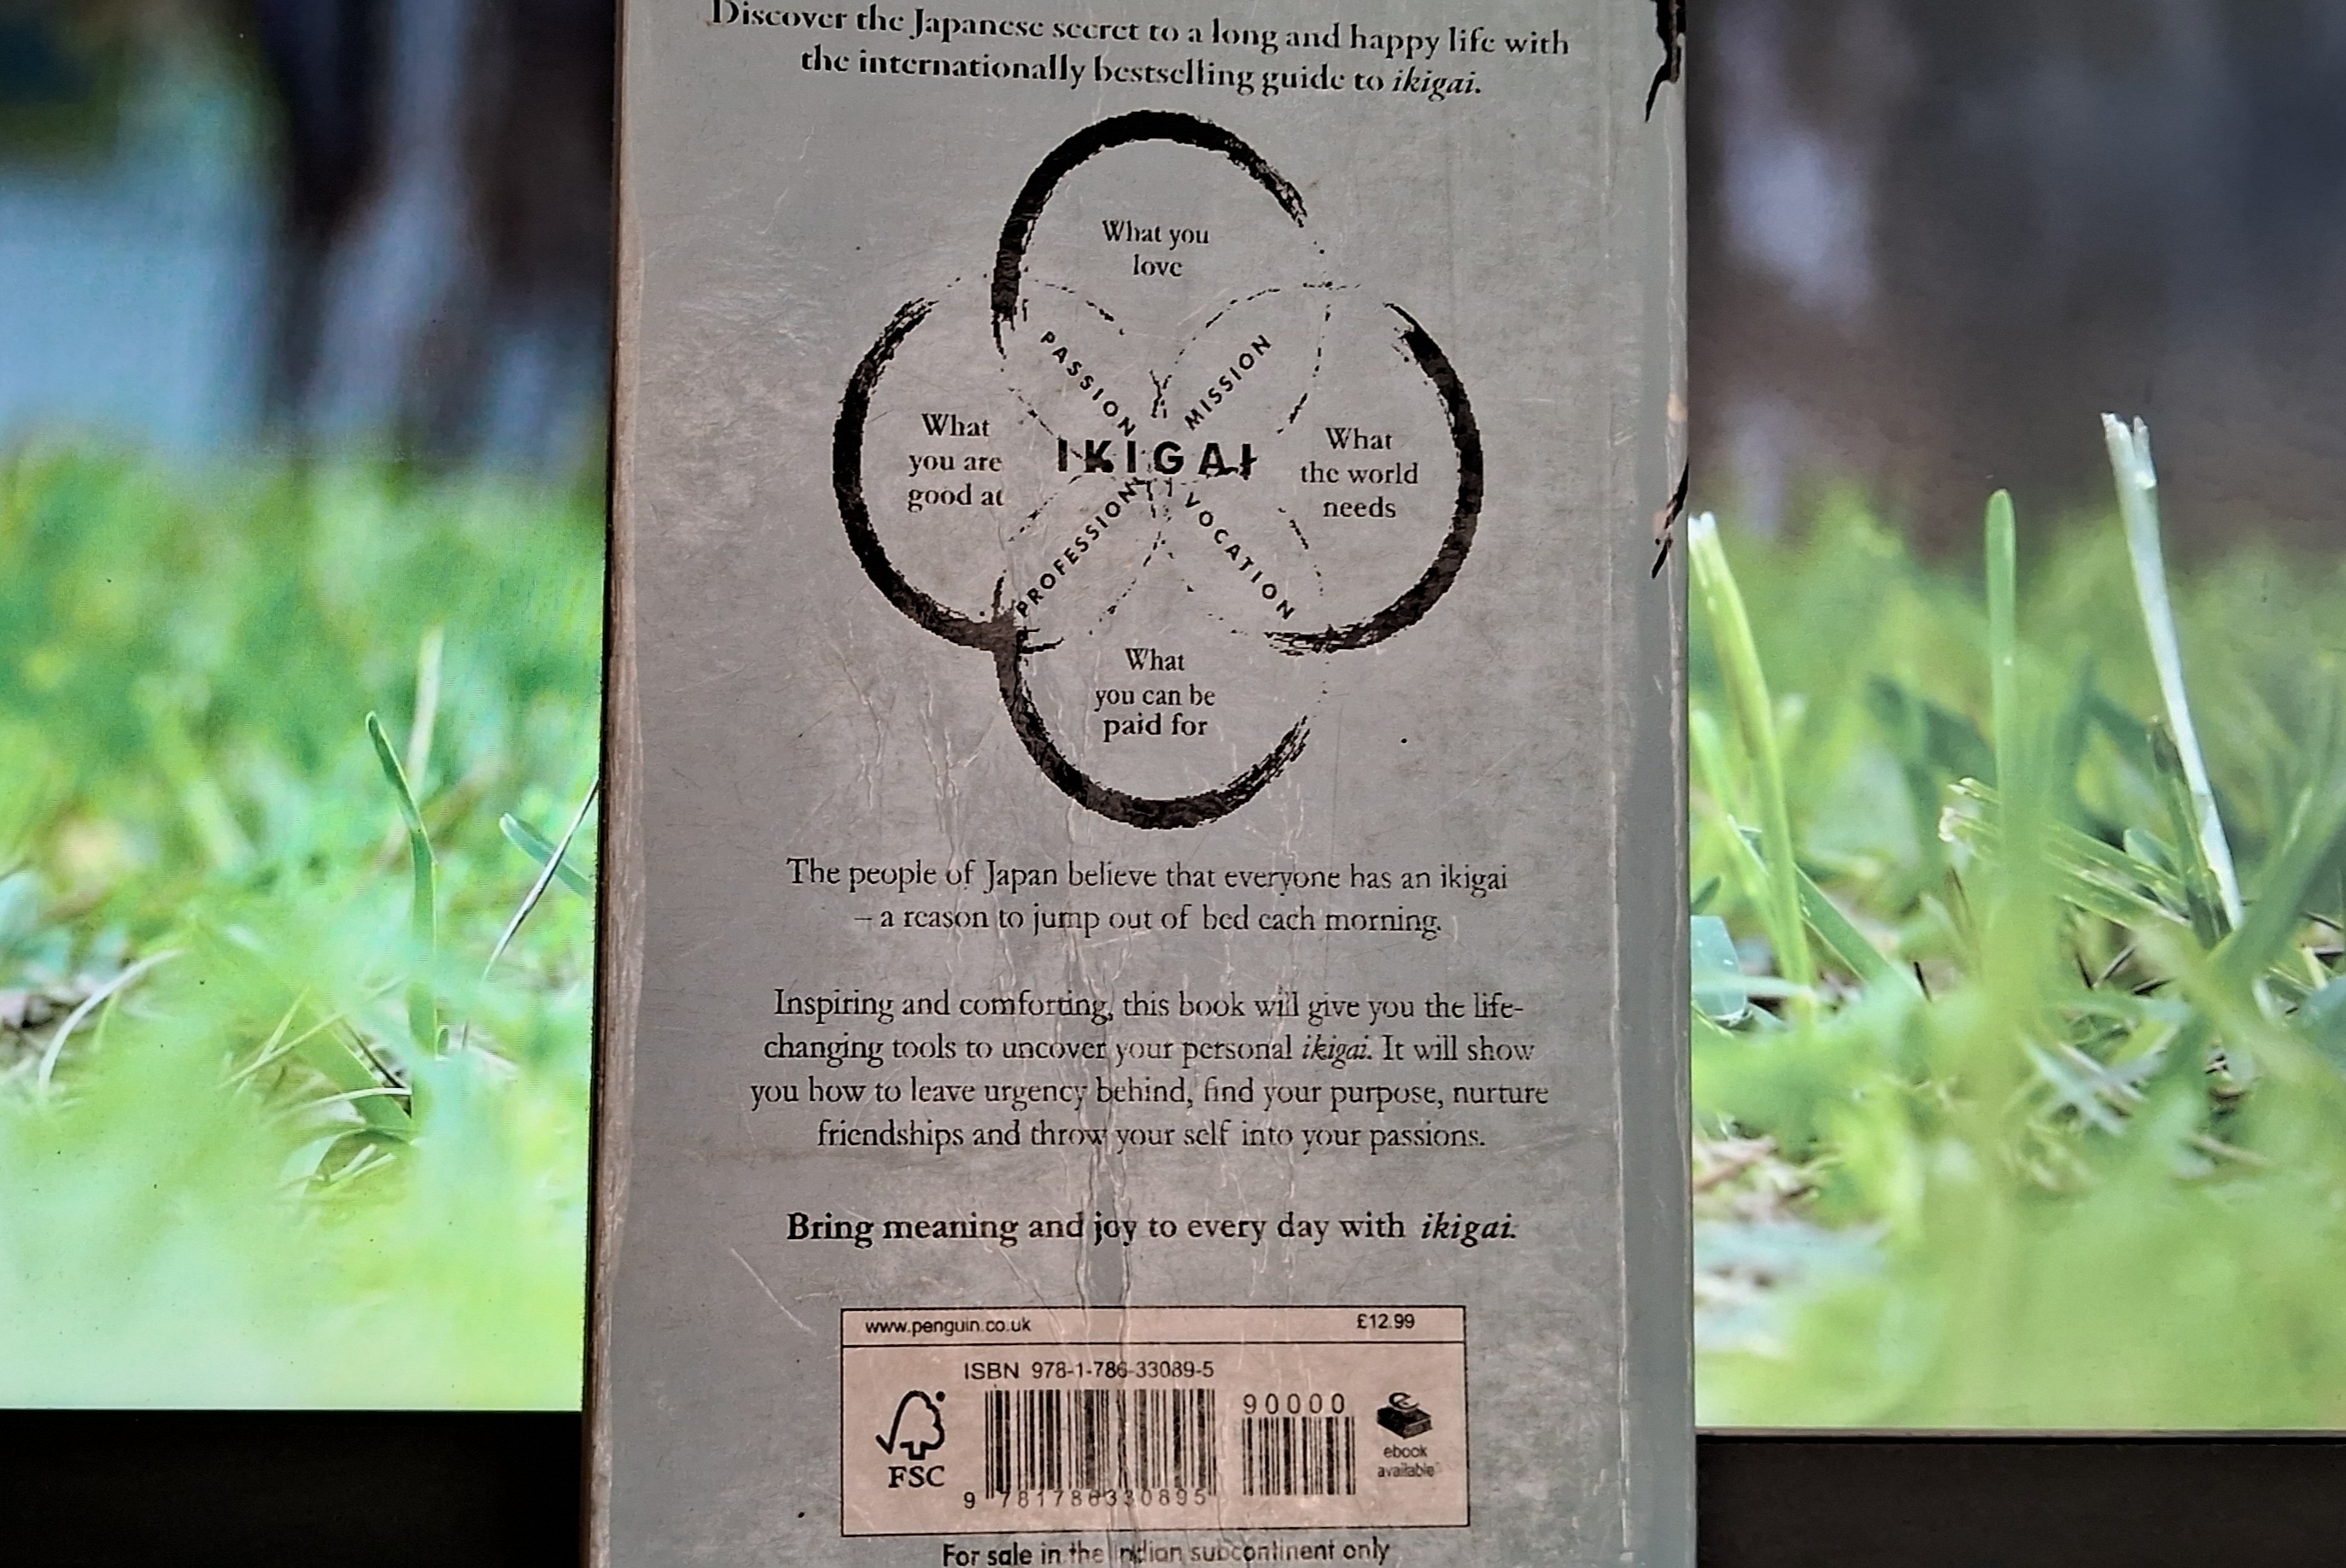 Discover the Japanese secret to a long and happy life with
the internationally bestselling guide to ikigai.
What you
love
PASSION
MISSION
What
you are
good at
IKIGAI
What
the world
needs
PROFESSION
VOCATION
What
you can be
paid for
The people of Japan believe that everyone has an ikigai
– a reason to jump out of bed each morning.
Inspiring and comforting, this book will give you the life-
changing tools to uncover your personal ikigai. It will show
you how to leave urgency behind, find your purpose, nurture
friendships and throw your self into your passions.
Bring meaning and joy to every day with ikigai.
www.penguin.co.uk £12.99
ISBN 978-1-786-33089-5
90000
FSC
ebook
available
9 781786330895
For sale in the Indian subcontinent only